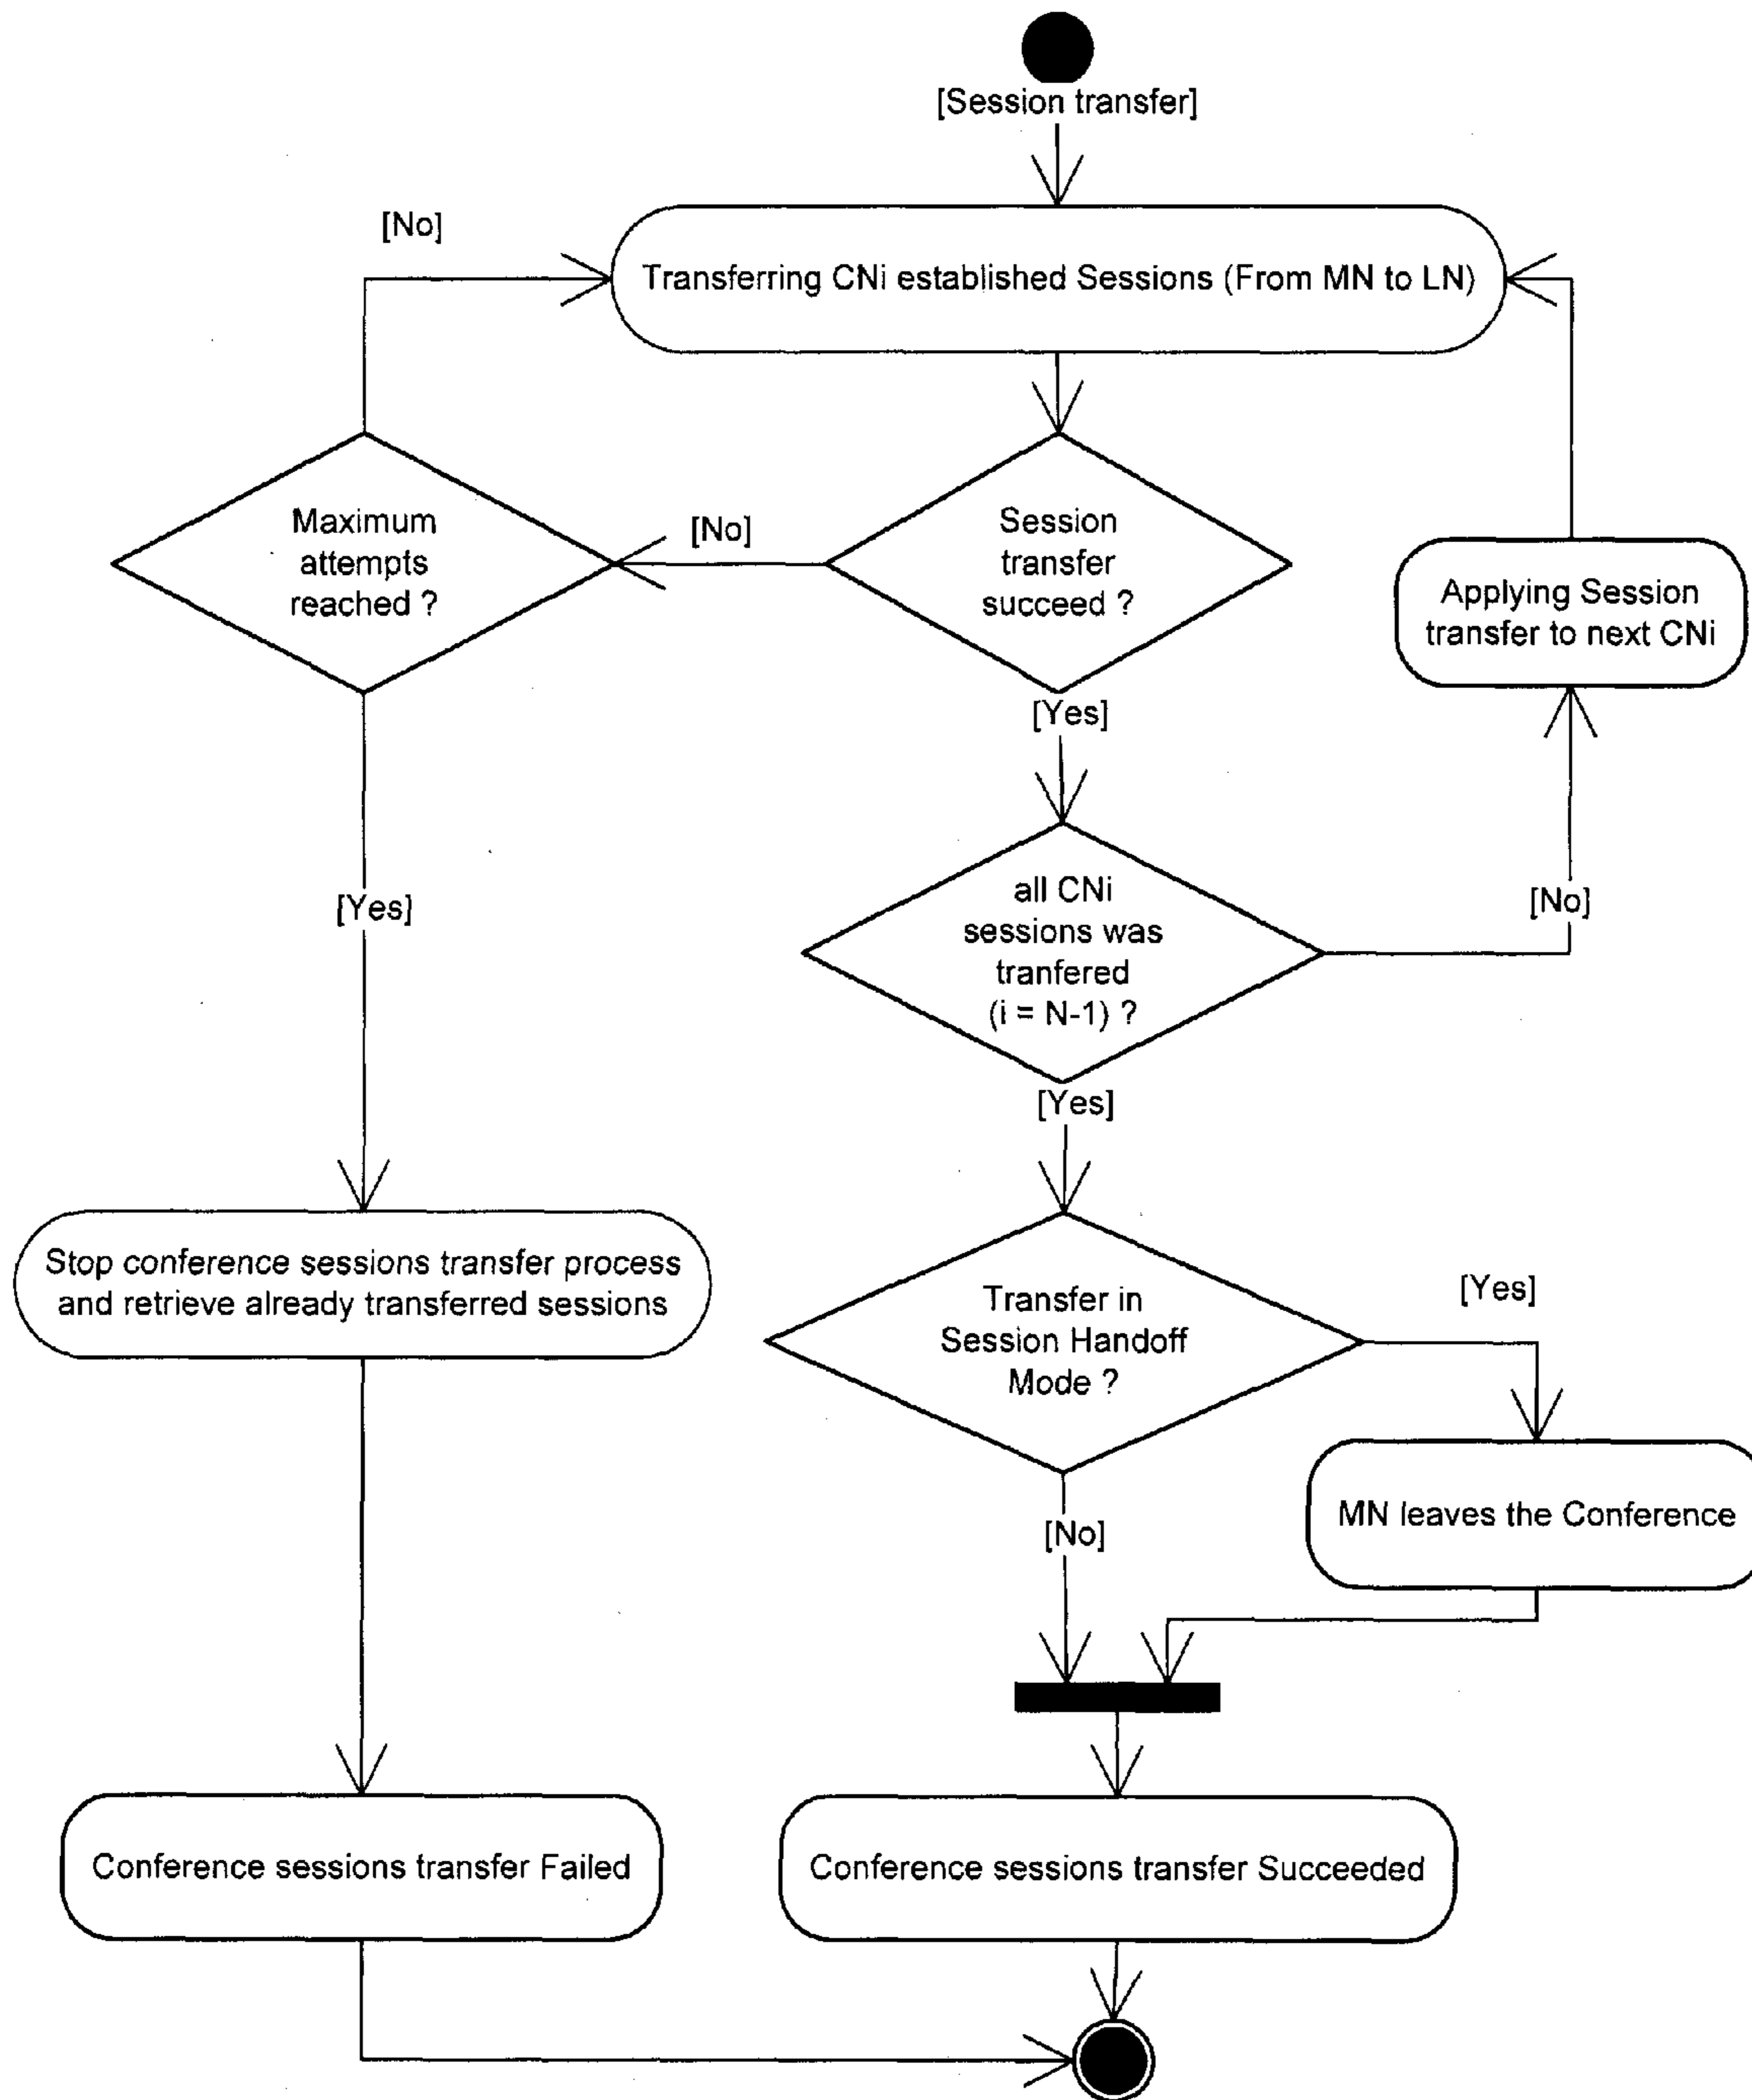 [Session transfer]
[No]
Transferring CNi established Sessions (From MN to LN)
Maximum
attempts
reached ?
[No]
Session
transfer
succeed ?
Applying Session
transfer to next CNi
[Yes]
all CNi
sessions was
tranfered
(i = N-1) ?
[No]
[Yes]
[Yes]
Stop conference sessions transfer process
and retrieve already transferred sessions
Transfer in
Session Handoff
Mode ?
[Yes]
MN leaves the Conference
[No]
Conference sessions transfer Failed
Conference sessions transfer Succeeded